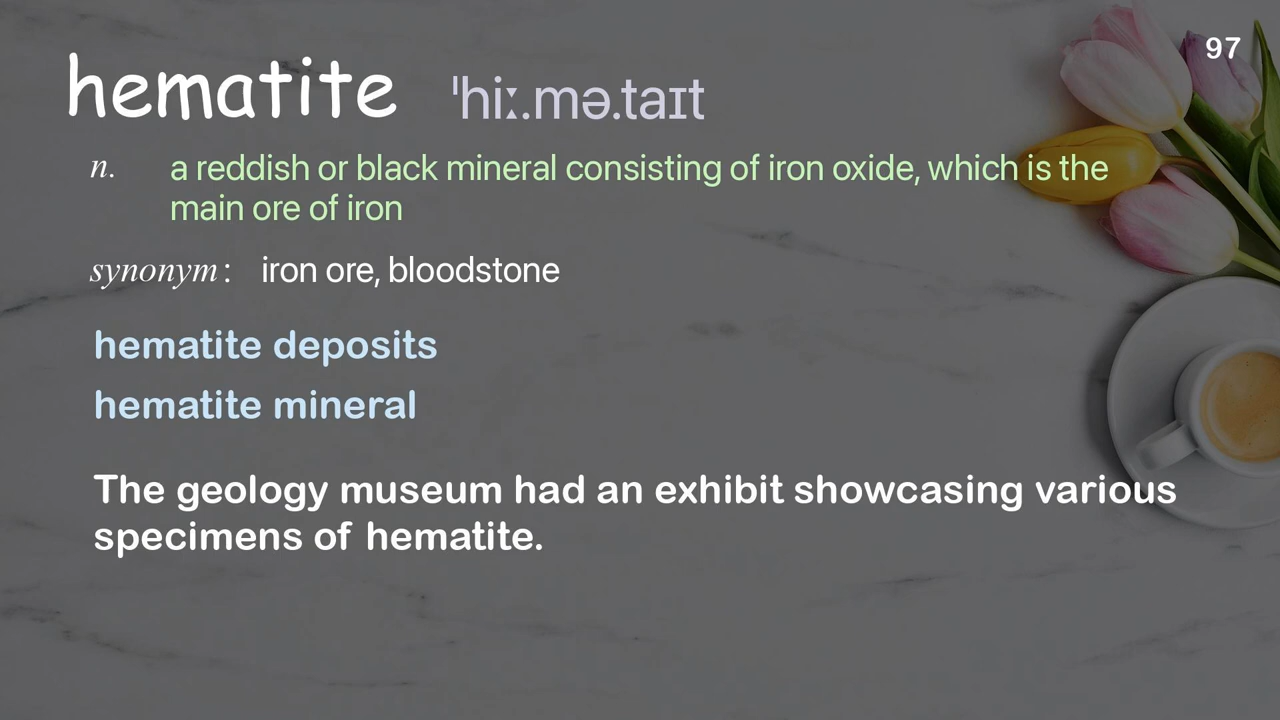 97
hematite ˈhiː.mə.taɪt
n. a reddish or black mineral consisting of iron oxide, which is the
main ore of iron
synonym: iron ore, bloodstone
hematite deposits
hematite mineral
The geology museum had an exhibit showcasing various
specimens of hematite.